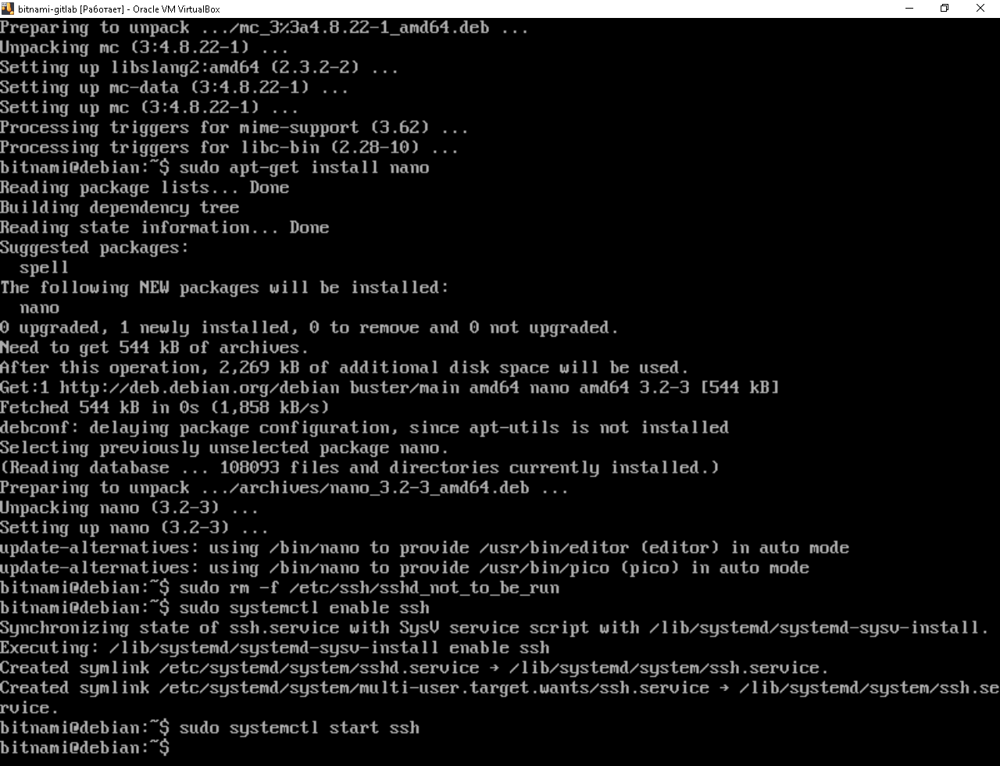 bitnami-gitlab [Работает] - Oracle VM VirtualBox
Preparing to unpack .../mc_3%3a4.8.22-1_amd64.deb ...
Unpacking mc (3:4.8.22-1) ...
Setting up libslang2:amd64 (2.3.2-2) ...
Setting up mc-data (3:4.8.22-1) ...
Setting up mc (3:4.8.22-1) ...
Processing triggers for mime-support (3.62) ...
Processing triggers for libc-bin (2.28-10) ...
bitnami@debian:~$ sudo apt-get install nano
Reading package lists... Done
Building dependency tree
Reading state information... Done
Suggested packages:
  spell
The following NEW packages will be installed:
  nano
0 upgraded, 1 newly installed, 0 to remove and 0 not upgraded.
Need to get 544 kB of archives.
After this operation, 2,269 kB of additional disk space will be used.
Get:1 http://deb.debian.org/debian buster/main amd64 nano amd64 3.2-3 [544 kB]
Fetched 544 kB in 0s (1,858 kB/s)
debconf: delaying package configuration, since apt-utils is not installed
Selecting previously unselected package nano.
(Reading database ... 108093 files and directories currently installed.)
Preparing to unpack .../archives/nano_3.2-3_amd64.deb ...
Unpacking nano (3.2-3) ...
Setting up nano (3.2-3) ...
update-alternatives: using /bin/nano to provide /usr/bin/editor (editor) in auto mode
update-alternatives: using /bin/nano to provide /usr/bin/pico (pico) in auto mode
bitnami@debian:~$ sudo rm -f /etc/ssh/sshd_not_to_be_run
bitnami@debian:~$ sudo systemctl enable ssh
Synchronizing state of ssh.service with SysV service script with /lib/systemd/systemd-sysv-install.
Executing: /lib/systemd/systemd-sysv-install enable ssh
Created symlink /etc/systemd/system/sshd.service → /lib/systemd/system/ssh.service.
Created symlink /etc/systemd/system/multi-user.target.wants/ssh.service → /lib/systemd/system/ssh.se
rvice.
bitnami@debian:~$ sudo systemctl start ssh
bitnami@debian:~$